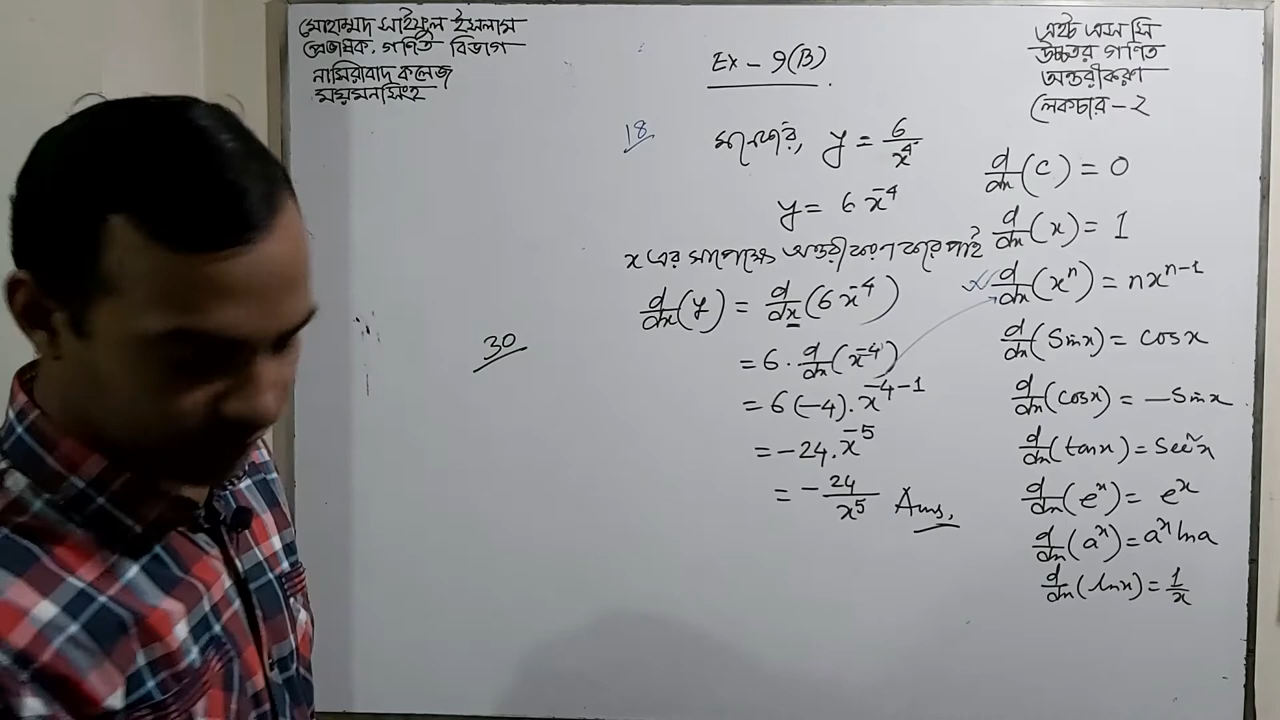 মোহাম্মদ সাইফুল ইসলাম
প্রভাষক, গণিত বিভাগ
নাসিরাবাদ কলেজ
ময়মনসিংহ
Ex - 9(B)
18
মনেকরি, y = 6/x⁴
y = 6x⁻⁴
x এর সাপেক্ষে অন্তরীকরণ করে পাই
d/dx(y) = d/dx(6x⁻⁴)
= 6 · d/dx(x⁻⁴)
= 6(-4) · x⁻⁴⁻¹
= -24 · x⁻⁵
= -24/x⁵ Ans.
30
এইচ এস সি
উচ্চতর গণিত
অন্তরীকরণ
লেকচার - ২
d/dx(c) = 0
d/dx(x) = 1
d/dx(xⁿ) = nxⁿ⁻¹
d/dx(Sinx) = cosx
d/dx(cosx) = -Sinx
d/dx(tanx) = Sec²x
d/dx(eˣ) = eˣ
d/dx(aˣ) = aˣ lna
d/dx(lnx) = 1/x